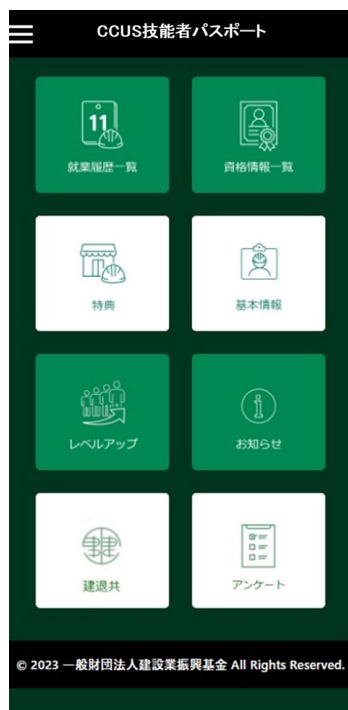 CCUS技能者パスポート
11
就業履歴一覧
資格情報一覧
特典
基本情報
レベルアップ
お知らせ
建退共
アンケート
© 2023 一般財団法人建設業振興基金 All Rights Reserved.